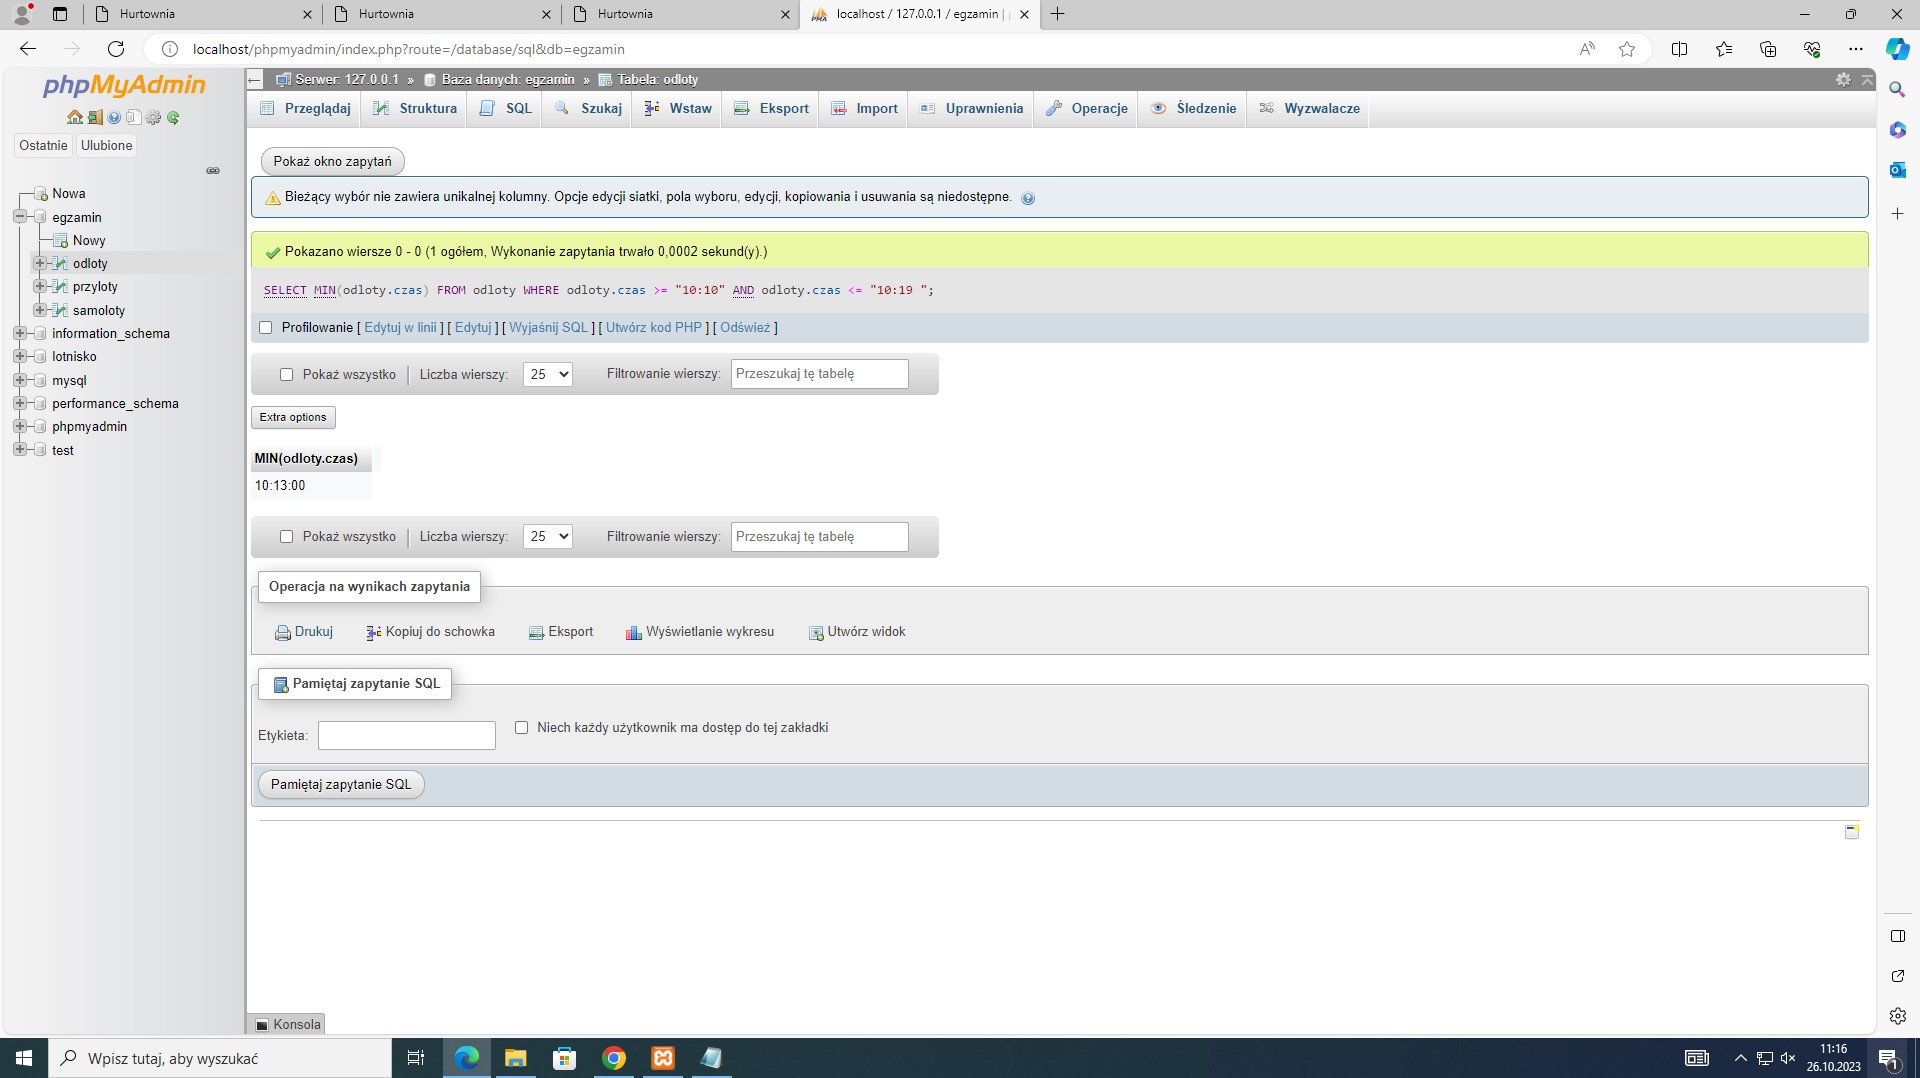 Hurtownia
Hurtownia
Hurtownia
localhost / 127.0.0.1 / egzamin |
localhost/phpmyadmin/index.php?route=/database/sql&db=egzamin
phpMyAdmin
Serwer: 127.0.0.1 » Baza danych: egzamin » Tabela: odloty
Przeglądaj Struktura SQL Szukaj Wstaw Eksport Import Uprawnienia Operacje Śledzenie Wyzwalacze
Ostatnie Ulubione
Nowa
egzamin
Nowy
odloty
przyloty
samoloty
information_schema
lotnisko
mysql
performance_schema
phpmyadmin
test
Pokaż okno zapytań
Bieżący wybór nie zawiera unikalnej kolumny. Opcje edycji siatki, pola wyboru, edycji, kopiowania i usuwania są niedostępne.
Pokazano wiersze 0 - 0 (1 ogółem, Wykonanie zapytania trwało 0,0002 sekund(y).)
SELECT MIN(odloty.czas) FROM odloty WHERE odloty.czas >= "10:10" AND odloty.czas <= "10:19 ";
Profilowanie [ Edytuj w linii ] [ Edytuj ] [ Wyjaśnij SQL ] [ Utwórz kod PHP ] [ Odśwież ]
Pokaż wszystko Liczba wierszy: 25 Filtrowanie wierszy: Przeszukaj tę tabelę
Extra options
MIN(odloty.czas)
10:13:00
Pokaż wszystko Liczba wierszy: 25 Filtrowanie wierszy: Przeszukaj tę tabelę
Operacja na wynikach zapytania
Drukuj Kopiuj do schowka Eksport Wyświetlanie wykresu Utwórz widok
Pamiętaj zapytanie SQL
Etykieta: Niech każdy użytkownik ma dostęp do tej zakładki
Pamiętaj zapytanie SQL
Konsola
Wpisz tutaj, aby wyszukać
11:16
26.10.2023
1